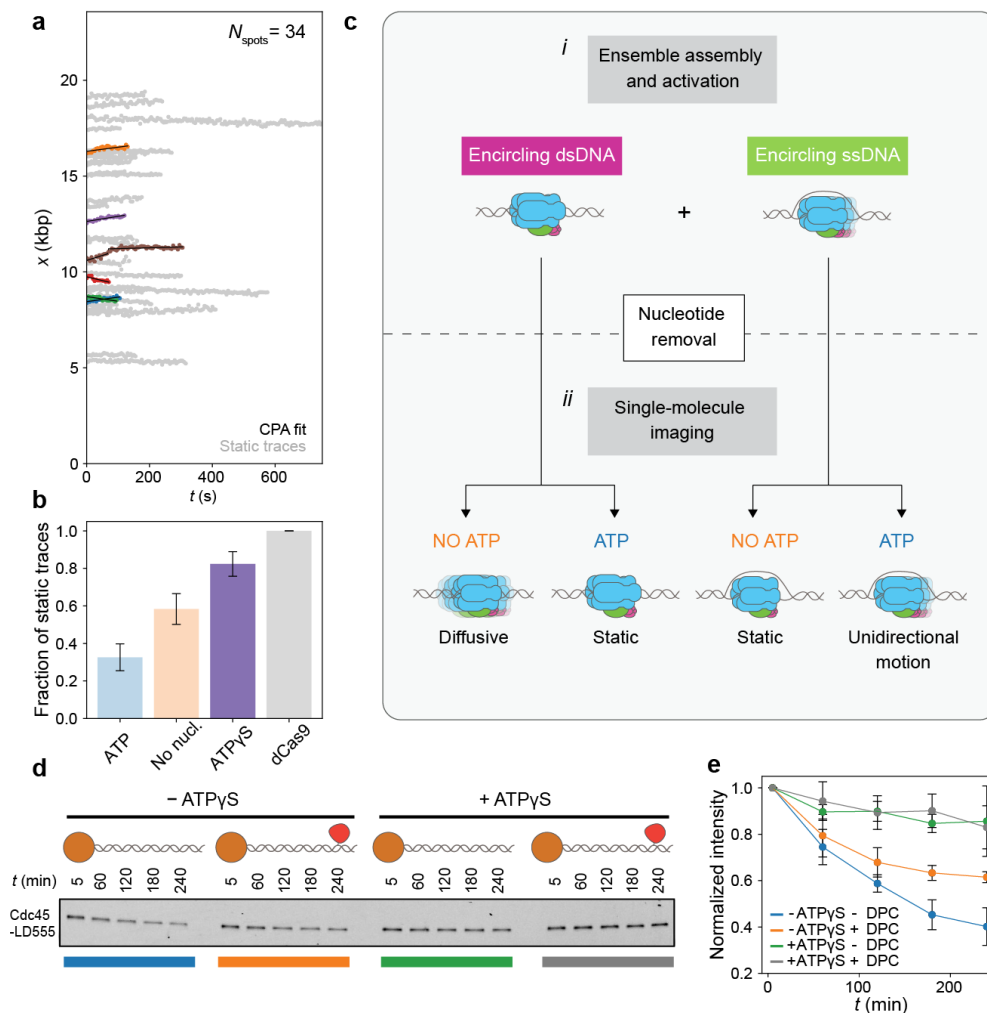 a
N_spots = 34
x (kbp)
20
15
10
5
0
0 200 400 600
t (s)
CPA fit
Static traces
b
Fraction of static traces
1.0
0.8
0.6
0.4
0.2
0.0
ATP No nucl. ATPγS dCas9
c
i
Ensemble assembly
and activation
Encircling dsDNA
+
Encircling ssDNA
Nucleotide
removal
ii
Single-molecule
imaging
NO ATP ATP NO ATP ATP
Diffusive Static Static Unidirectional
motion
d
− ATPγS + ATPγS
t (min)
5 60 120 180 240 5 60 120 180 240 5 60 120 180 240 5 60 120 180 240
Cdc45
-LD555
e
Normalized intensity
1.0
0.8
0.6
0.4
0.2
-ATPγS - DPC
-ATPγS + DPC
+ATPγS - DPC
+ATPγS + DPC
0 100 200
t (min)